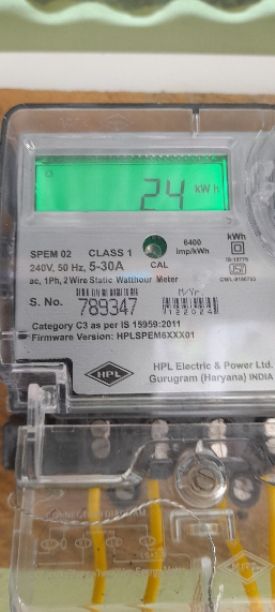 24 kWh
SPEM 02 CLASS 1
240V, 50 Hz, 5-30A
ac, 1Ph, 2 Wire Static Watthour Meter
CAL
6400
imp/kWh
kWh
S. No. 789347
M/Yr
122024
Category C3 as per IS 15959:2011
Firmware Version: HPLSPEM6XXX01
HPL
HPL Electric & Power Ltd.
Gurugram (Haryana) INDIA